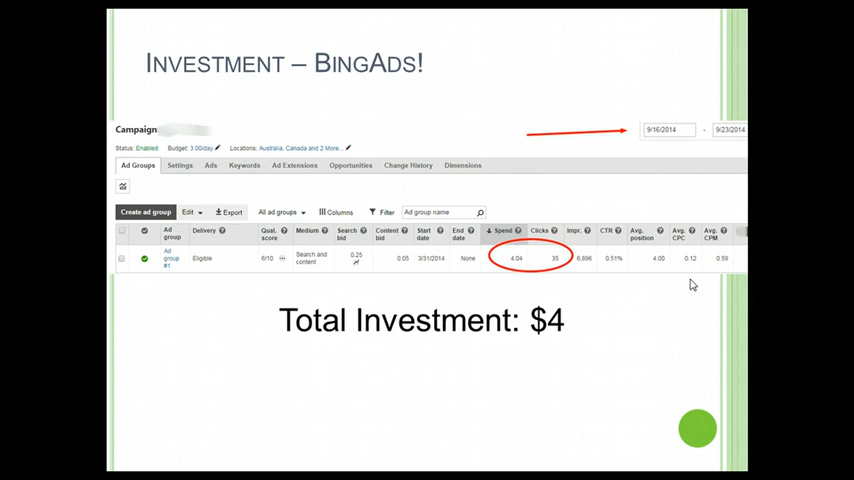 INVESTMENT – BINGADS!
Campaign
9/16/2014 - 9/23/2014
Status: Enabled Budget: 3.00/day Locations: Australia, Canada and 2 More...
Ad Groups Settings Ads Keywords Ad Extensions Opportunities Change History Dimensions
Create ad group Edit Export All ad groups Columns Filter Ad group name
Ad group Delivery Qual. score Medium Search bid Content bid Start date End date Spend Clicks Impr. CTR Avg. position Avg. CPC Avg. CPM
Ad group #1 Eligible 6/10 Search and content 0.25 0.05 3/31/2014 None 4.04 35 6,896 0.51% 4.00 0.12 0.59
Total Investment: $4